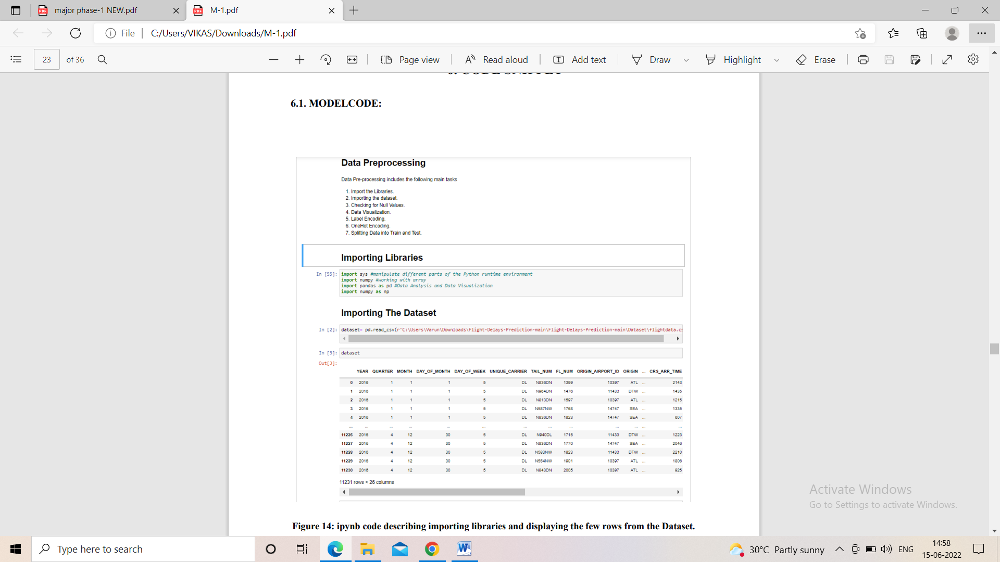 major phase-1 NEW.pdf
M-1.pdf
File
C:/Users/VIKAS/Downloads/M-1.pdf
23 of 36
Page view
Read aloud
Add text
Draw
Highlight
Erase
6.1. MODELCODE:
Data Preprocessing
Data Pre-processing includes the following main tasks
1. Import the Libraries.
2. Importing the dataset.
3. Checking for Null Values.
4. Data Visualization.
5. Label Encoding.
6. OneHot Encoding.
7. Splitting Data into Train and Test.
Importing Libraries
In [55]: import sys #manipulate different parts of the Python runtime environment
import numpy #working with array
import pandas as pd #Data Analysis and Data Visualization
import numpy as np
Importing The Dataset
In [2]: dataset= pd.read_csv(r'C:\Users\Varun\Downloads\Flight-Delays-Prediction-main\Flight-Delays-Prediction-main\Dataset\flightdata.cs
In [3]: dataset
Out[3]:
YEAR QUARTER MONTH DAY_OF_MONTH DAY_OF_WEEK UNIQUE_CARRIER TAIL_NUM FL_NUM ORIGIN_AIRPORT_ID ORIGIN ... CRS_ARR_TIME
0 2016 1 1 1 5 DL N836DN 1399 10397 ATL ... 2143
1 2016 1 1 1 5 DL N964DN 1476 11433 DTW ... 1435
2 2016 1 1 1 5 DL N813DN 1597 10397 ATL ... 1215
3 2016 1 1 1 5 DL N587NW 1768 14747 SEA ... 1335
4 2016 1 1 1 5 DL N836DN 1823 14747 SEA ... 607
... ... ... ... ... ... ... ... ... ... ... ... ...
11226 2016 4 12 30 5 DL N940DL 1715 11433 DTW ... 1223
11227 2016 4 12 30 5 DL N836DN 1770 14747 SEA ... 2046
11228 2016 4 12 30 5 DL N583NW 1823 11433 DTW ... 2210
11229 2016 4 12 30 5 DL N554NW 1901 10397 ATL ... 1806
11230 2016 4 12 30 5 DL N843DN 2005 10397 ATL ... 925
11231 rows × 26 columns
Figure 14: ipynb code describing importing libraries and displaying the few rows from the Dataset.
Activate Windows
Go to Settings to activate Windows.
Type here to search
30°C Partly sunny
ENG
14:58
15-06-2022